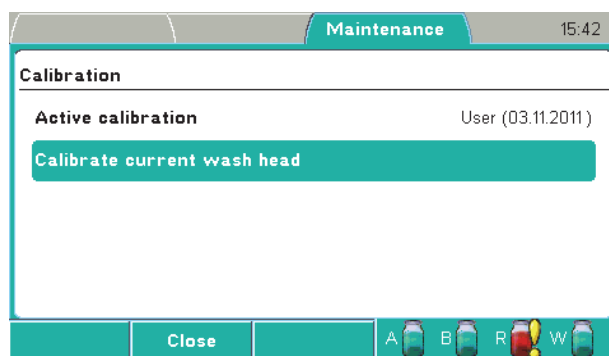 Maintenance 15:42
Calibration
Active calibration User (03.11.2011)
Calibrate current wash head
Close A B R W